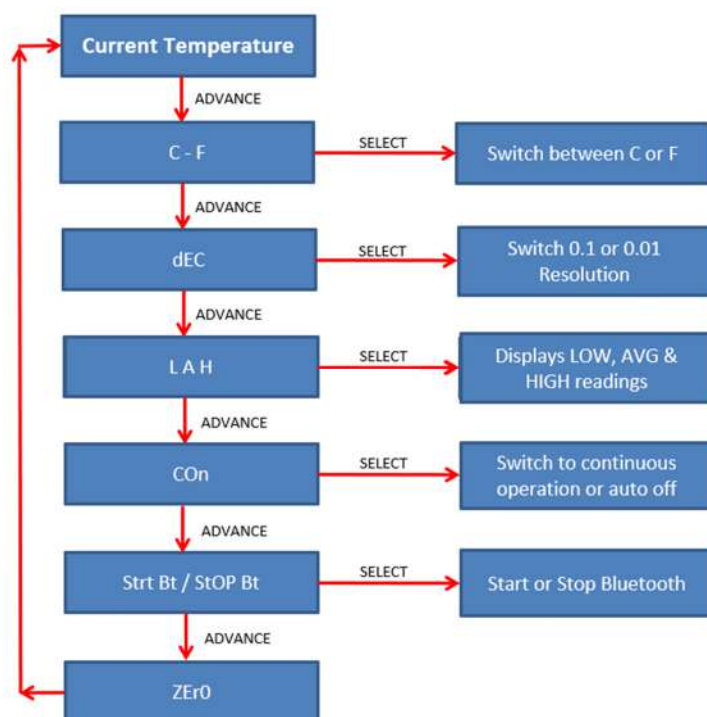 Current Temperature
ADVANCE
C - F
SELECT
Switch between C or F
ADVANCE
dEC
SELECT
Switch 0.1 or 0.01
Resolution
ADVANCE
L A H
SELECT
Displays LOW, AVG &
HIGH readings
ADVANCE
COn
SELECT
Switch to continuous
operation or auto off
ADVANCE
Strt Bt / StOP Bt
SELECT
Start or Stop Bluetooth
ADVANCE
ZEr0